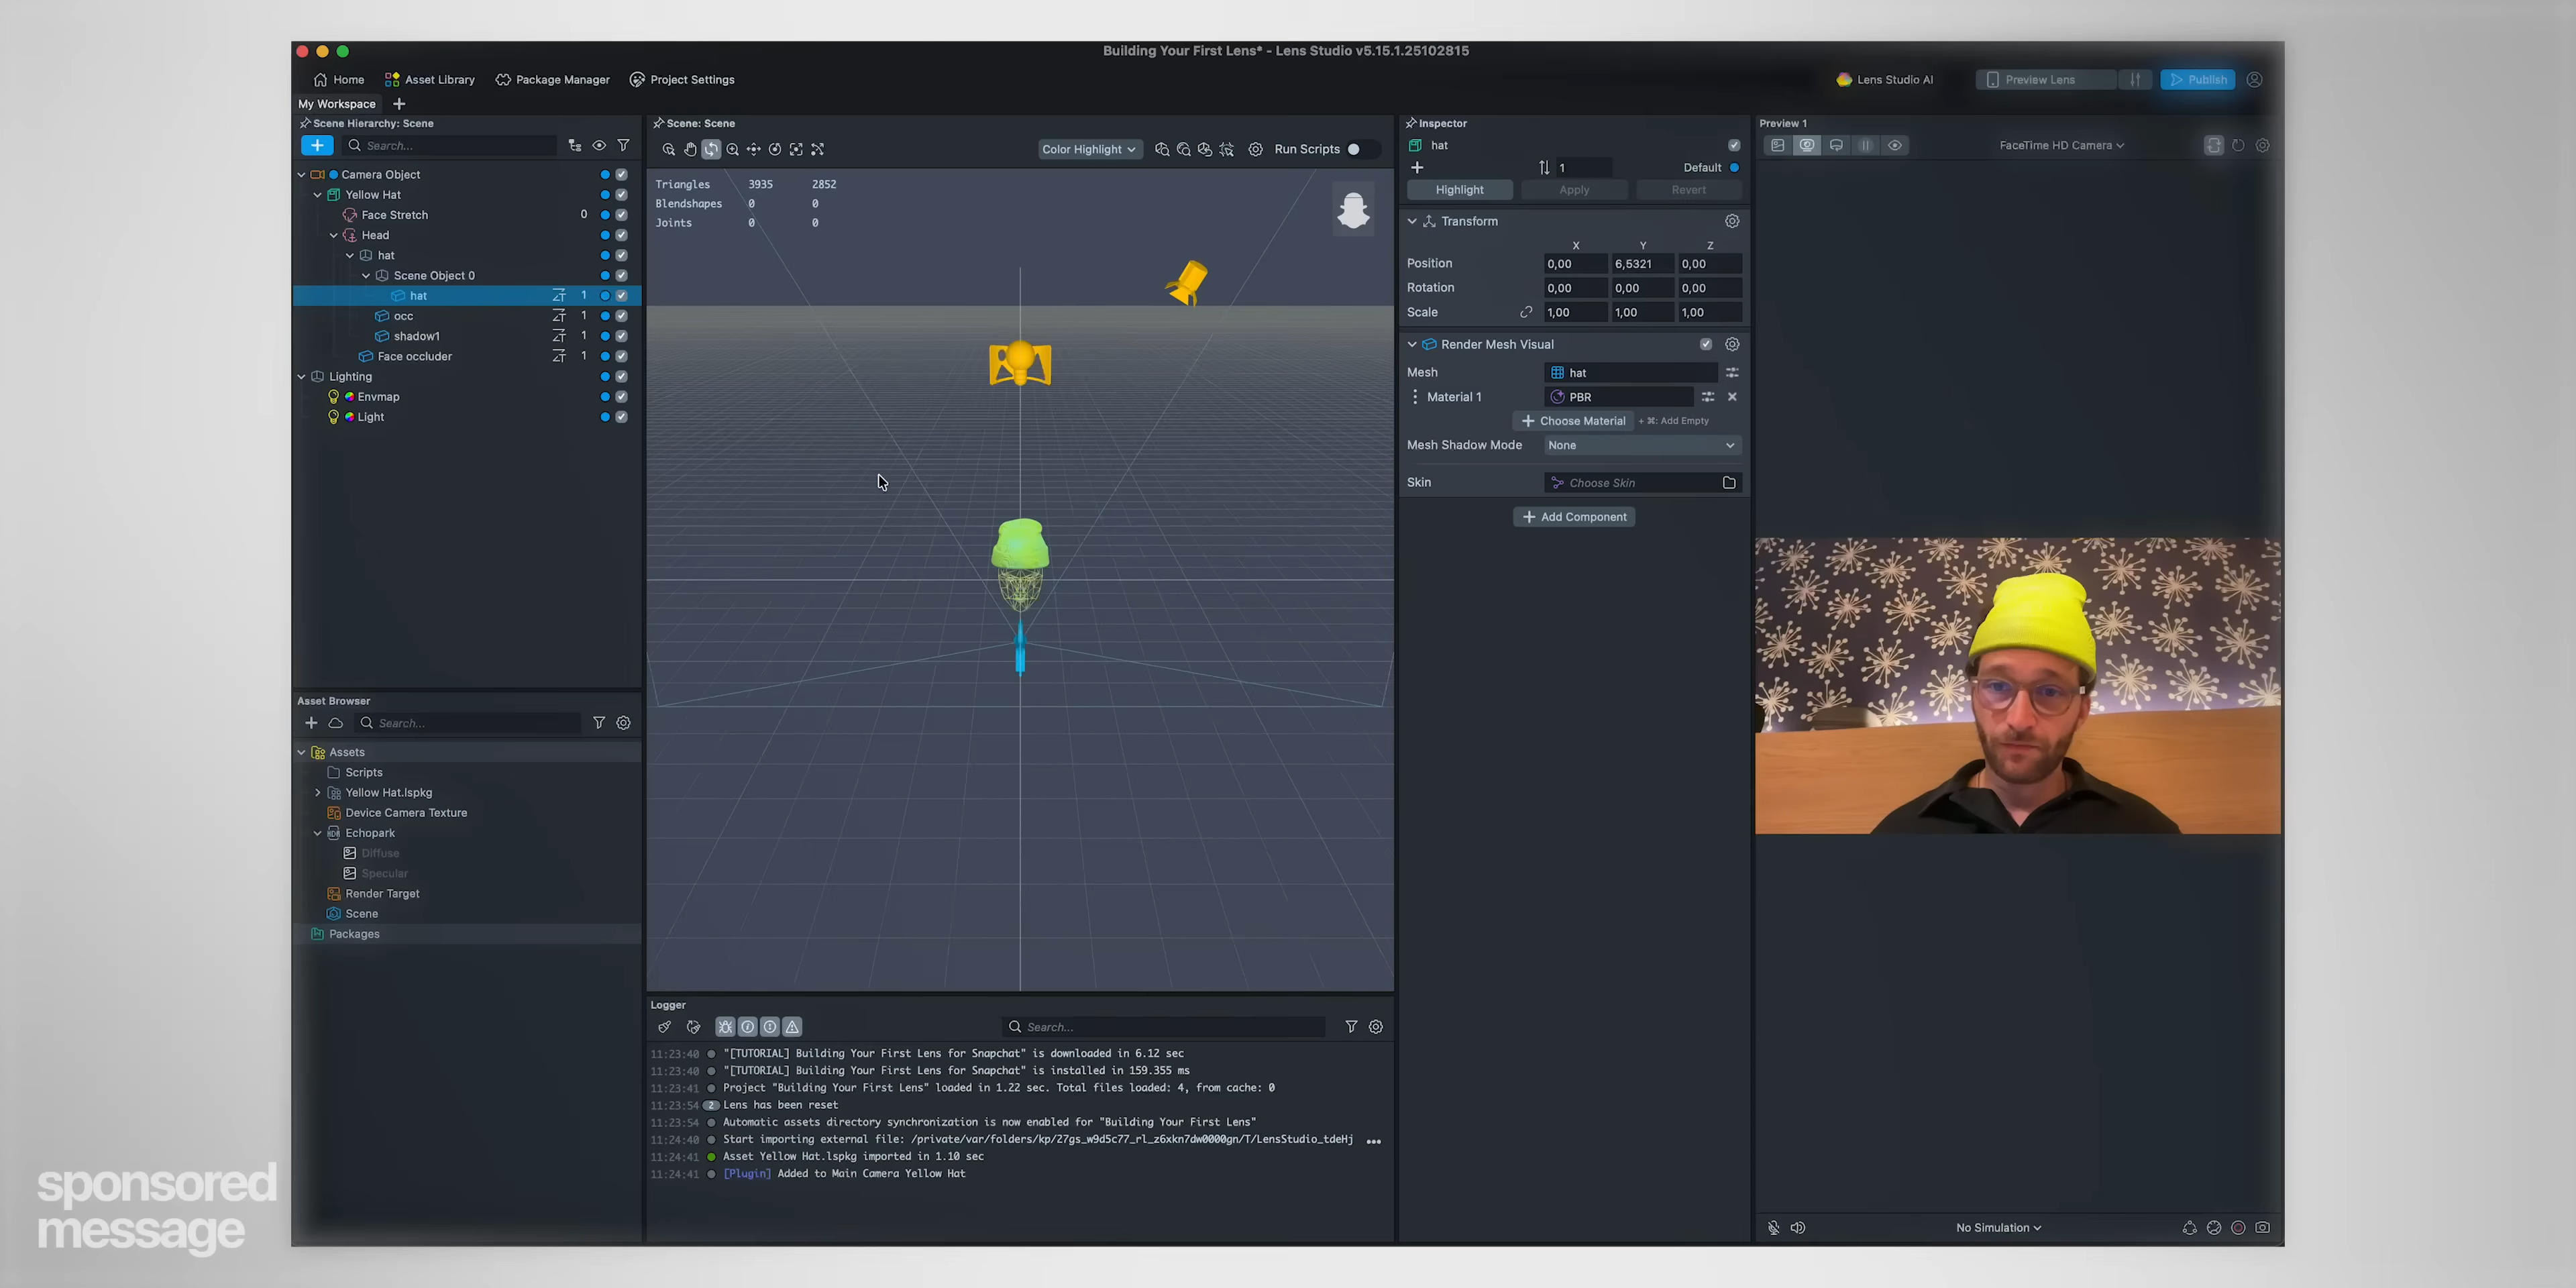 Building Your First Lens* - Lens Studio v5.15.1.25102815
Home Asset Library Package Manager Project Settings
Lens Studio AI Preview Lens Publish
My Workspace
Scene Hierarchy: Scene
Search...
Camera Object
Yellow Hat
Face Stretch 0
Head
hat
Scene Object 0
hat 1
occ 1
shadow1 1
Face occluder 1
Lighting
Envmap
Light
Asset Browser
Search...
Assets
Scripts
Yellow Hat.lspkg
Device Camera Texture
Echopark
Diffuse
Specular
Render Target
Scene
Packages
Scene: Scene
Color Highlight Run Scripts
Triangles 3935 2852
Blendshapes 0 0
Joints 0 0
Logger
Search...
11:23:40 "[TUTORIAL] Building Your First Lens for Snapchat" is downloaded in 6.12 sec
11:23:40 "[TUTORIAL] Building Your First Lens for Snapchat" is installed in 159.355 ms
11:23:41 Project "Building Your First Lens" loaded in 1.22 sec. Total files loaded: 4, from cache: 0
11:23:54 2 Lens has been reset
11:23:54 Automatic assets directory synchronization is now enabled for "Building Your First Lens"
11:24:40 Start importing external file: /private/var/folders/kp/27gs_w9d5c77_rl_z6xkn7dw0000gn/T/LensStudio_tdeHj •••
11:24:41 Asset Yellow Hat.lspkg imported in 1.10 sec
11:24:41 [Plugin] Added to Main Camera Yellow Hat
Inspector
hat
1 Default
Highlight Apply Revert
Transform
X Y Z
Position 0,00 6,5321 0,00
Rotation 0,00 0,00 0,00
Scale 1,00 1,00 1,00
Render Mesh Visual
Mesh hat
Material 1 PBR
Choose Material + ⌘: Add Empty
Mesh Shadow Mode None
Skin Choose Skin
Add Component
Preview 1
FaceTime HD Camera
No Simulation
sponsored
message